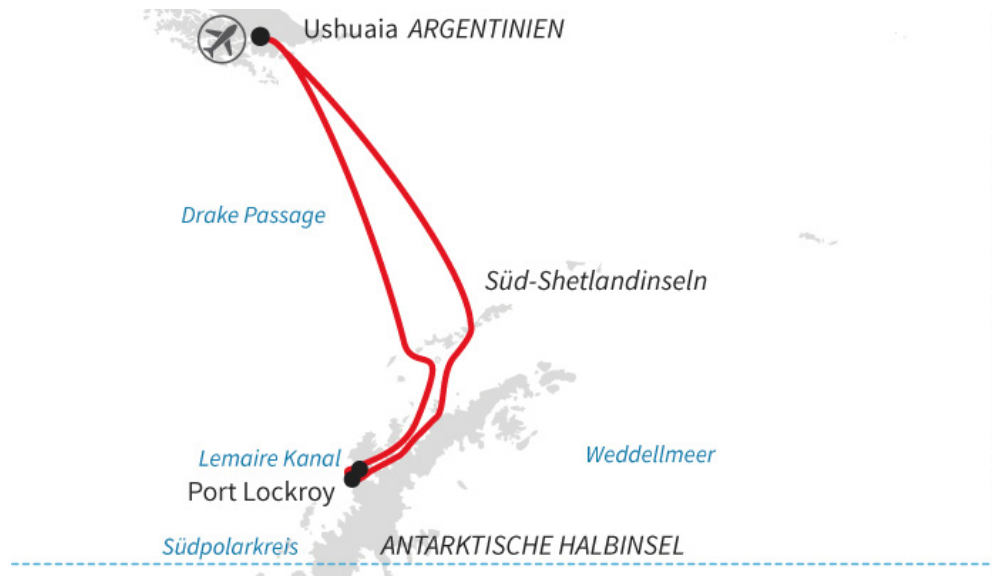 Ushuaia ARGENTINIEN
Drake Passage
Süd-Shetlandinseln
Lemaire Kanal
Weddellmeer
Port Lockroy
Südpolarkreis
ANTARKTISCHE HALBINSEL